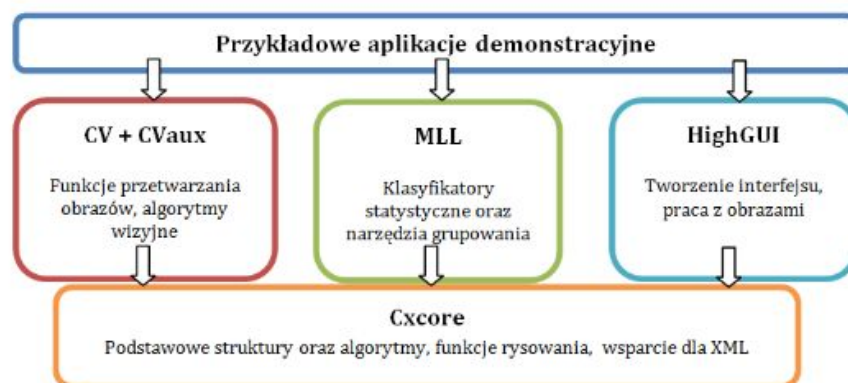 Przykładowe aplikacje demonstracyjne
CV + CVaux
Funkcje przetwarzania
obrazów, algorytmy
wizyjne
MLL
Klasyfikatory
statystyczne oraz
narzędzia grupowania
HighGUI
Tworzenie interfejsu,
praca z obrazami
Cxcore
Podstawowe struktury oraz algorytmy, funkcje rysowania, wsparcie dla XML